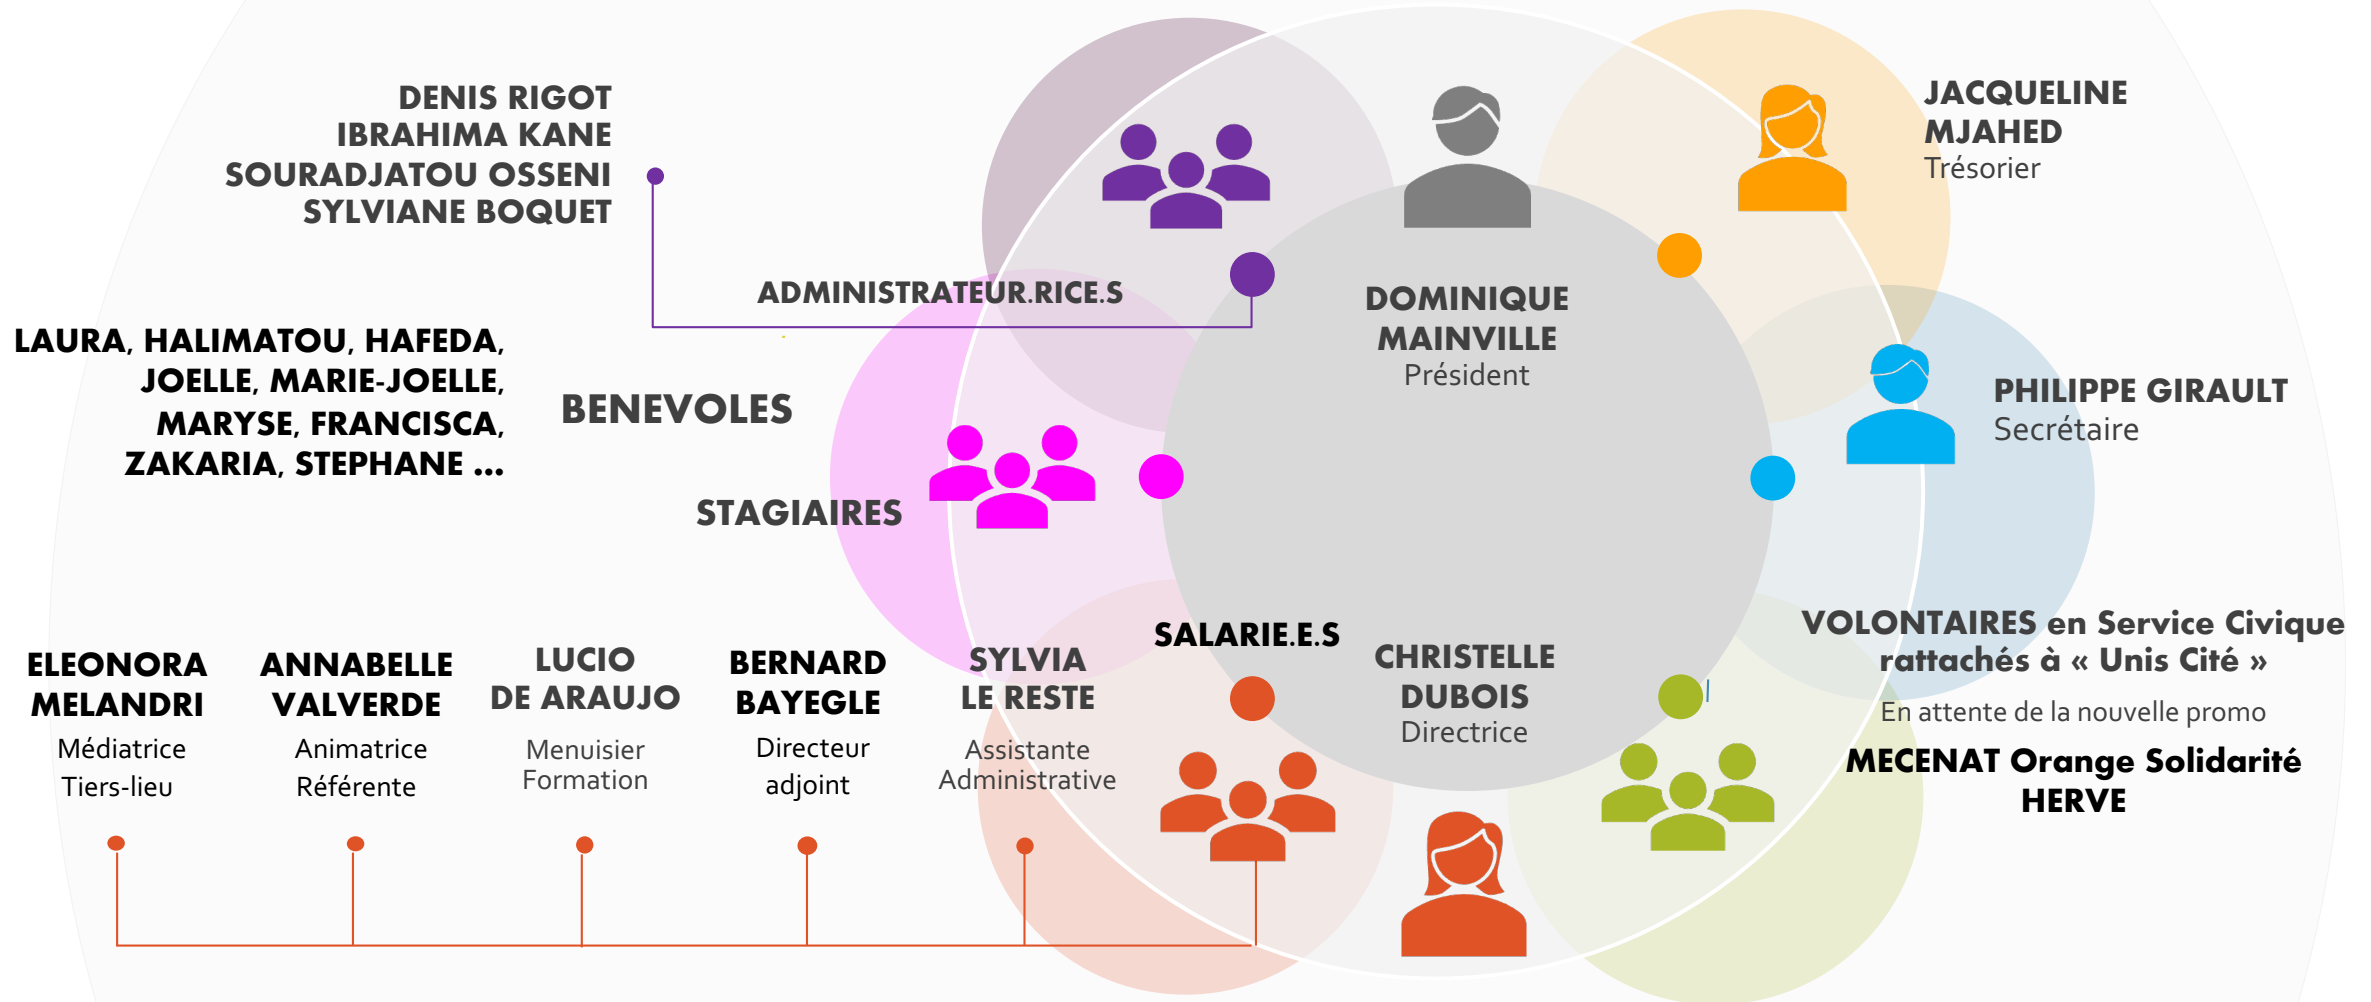 DENIS RIGOT
IBRAHIMA KANE
SOURADJATOU OSSENI
SYLVIANE BOQUET
ADMINISTRATEUR.RICE.S
JACQUELINE
MJAHED
Trésorier
DOMINIQUE
MAINVILLE
Président
LAURA, HALIMATOU, HAFEDA,
JOELLE, MARIE-JOELLE,
MARYSE, FRANCISCA,
ZAKARIA, STEPHANE ...
BENEVOLES
STAGIAIRES
PHILIPPE GIRAULT
Secrétaire
ELEONORA
MELANDRI
Médiatrice
Tiers-lieu
ANNABELLE
VALVERDE
Animatrice
Référente
LUCIO
DE ARAUJO
Menuisier
Formation
BERNARD
BAYEGLE
Directeur
adjoint
SYLVIA
LE RESTE
Assistante
Administrative
SALARIE.E.S
CHRISTELLE
DUBOIS
Directrice
VOLONTAIRES en Service Civique
rattachés à « Unis Cité »
En attente de la nouvelle promo
MECENAT Orange Solidarité
HERVE